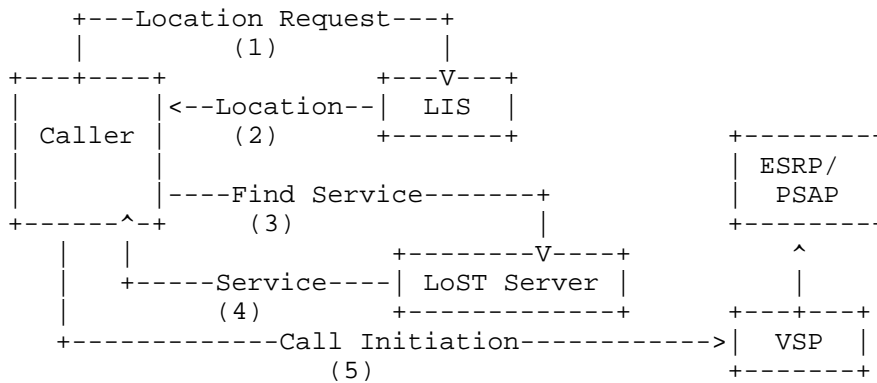 Location Request
(1)
Location
LIS
Caller
(2)
ESRP/
PSAP
Find Service
(3)
Service
LoST Server
(4)
Call Initiation
VSP
(5)